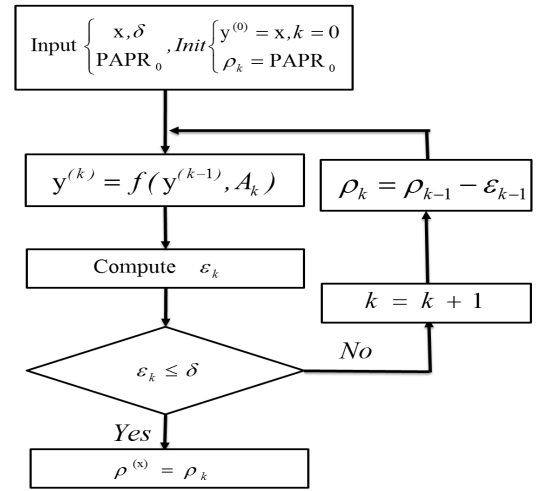 Input { x, δ PAPR₀ , Init { y⁽⁰⁾ = x, k = 0 ρₖ = PAPR₀
y⁽ᵏ⁾ = f(y⁽ᵏ⁻¹⁾, Aₖ)
ρₖ = ρₖ₋₁ − εₖ₋₁
Compute εₖ
k = k + 1
εₖ ≤ δ
No
Yes
ρ⁽ˣ⁾ = ρₖ